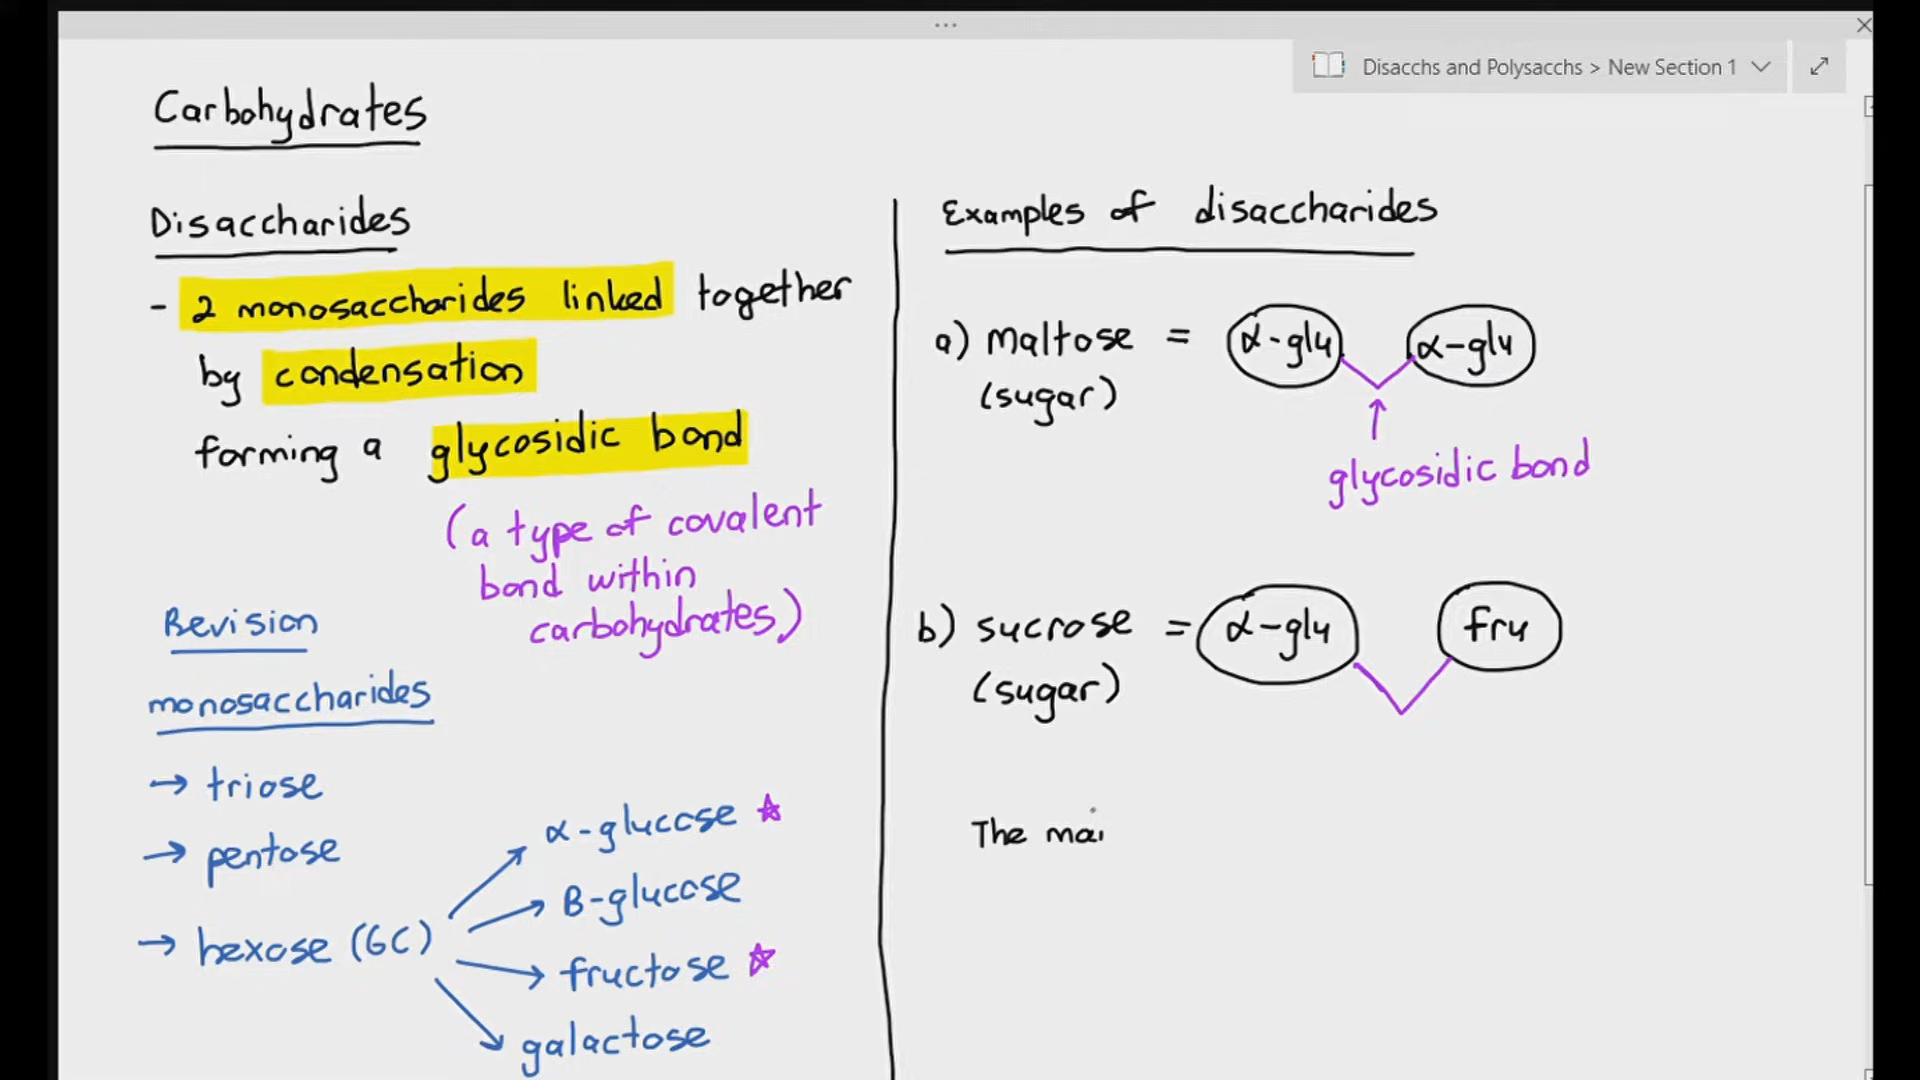 Disacchs and Polysacchs > New Section 1
Carbohydrates
Disaccharides
- 2 monosaccharides linked together
by condensation
forming a glycosidic bond
(a type of covalent
bond within
carbohydrates)
Revision
monosaccharides
→ triose
→ pentose
→ hexose (6C)
α-glucose ☆
B-glucose
fructose ☆
galactose
Examples of disaccharides
a) maltose = α-glu α-glu
(sugar)
glycosidic bond
b) sucrose = α-glu fru
(sugar)
The mai